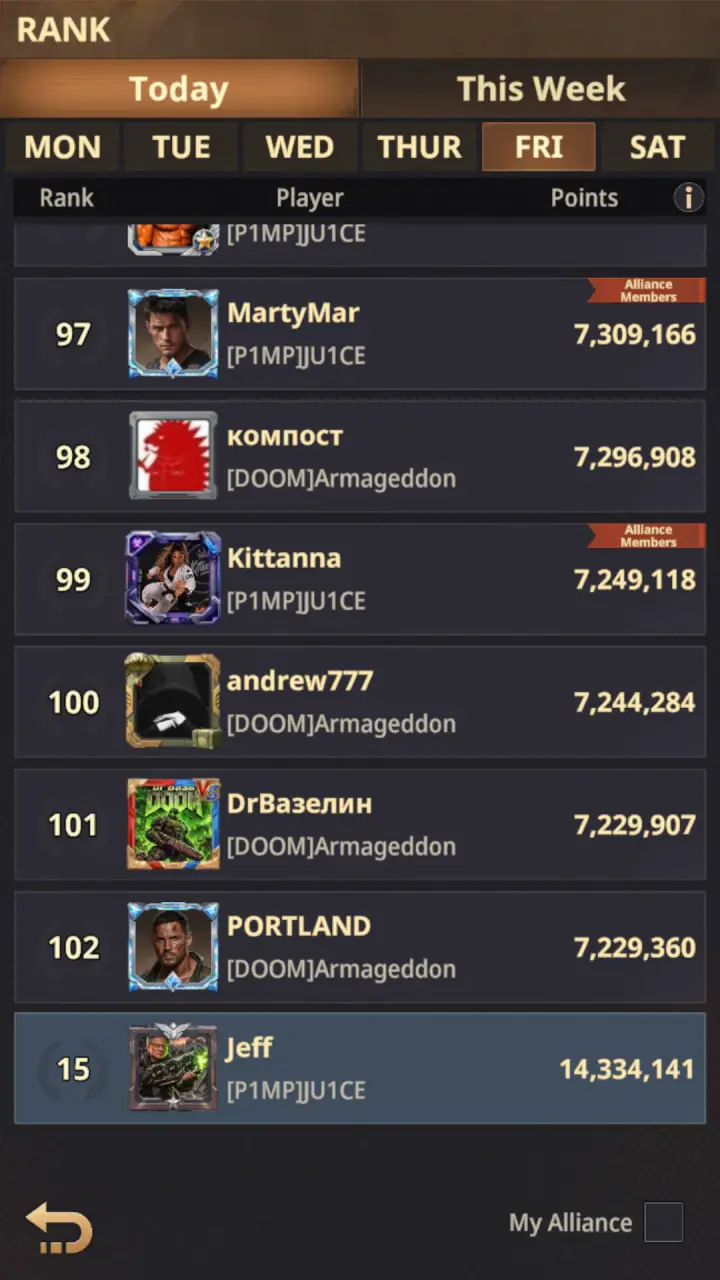 RANK
Today
This Week
MON TUE WED THUR FRI SAT
Rank Player Points i
[P1MP]JU1CE
Alliance Members
97 MartyMar 7,309,166
[P1MP]JU1CE
98 компост 7,296,908
[DOOM]Armageddon
Alliance Members
99 Kittanna 7,249,118
[P1MP]JU1CE
100 andrew777 7,244,284
[DOOM]Armageddon
DOOM VS
101 DrВазелин 7,229,907
[DOOM]Armageddon
102 PORTLAND 7,229,360
[DOOM]Armageddon
15 Jeff 14,334,141
[P1MP]JU1CE
My Alliance